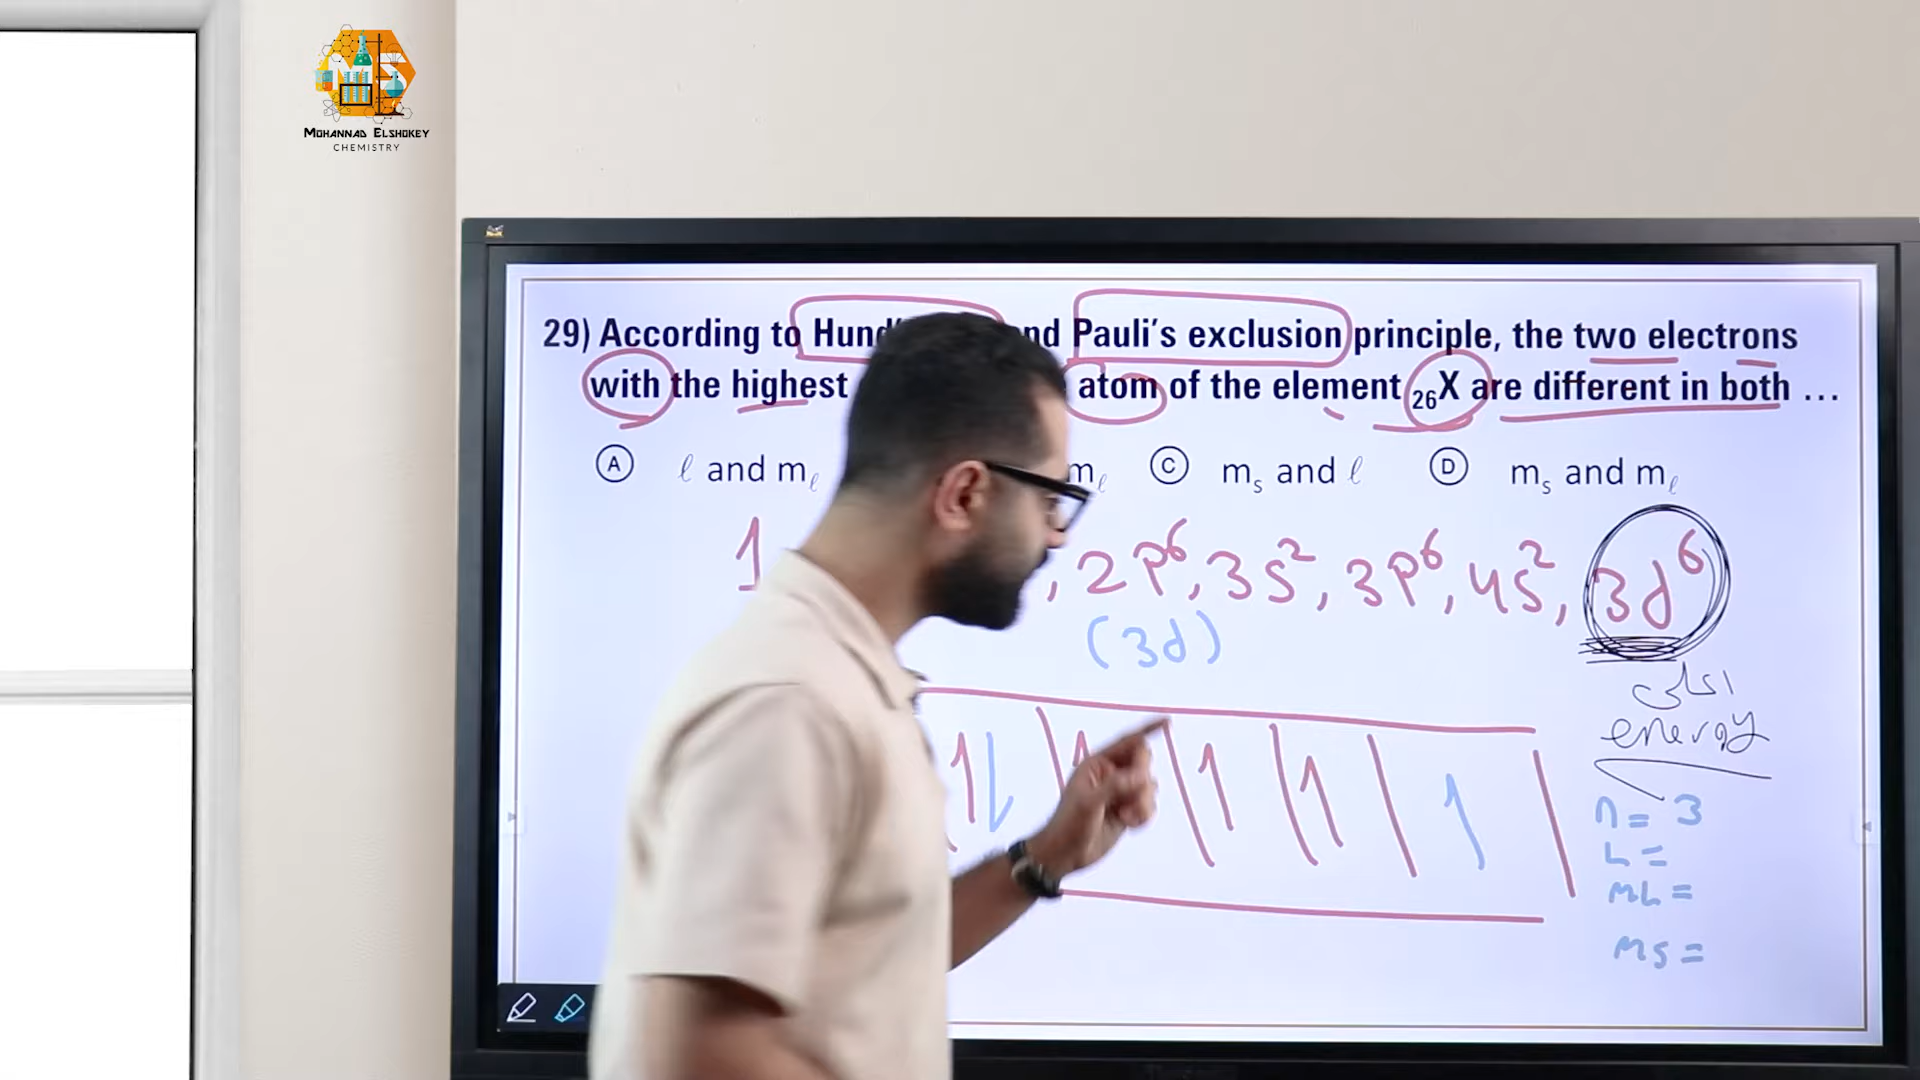 MOHANNAD ELSHOKEY
CHEMISTRY
29) According to Hund' nd Pauli's exclusion principle, the two electrons
with the highest atom of the element ₂₆X are different in both ...
A ℓ and mℓ mℓ C mₛ and ℓ D mₛ and mℓ
1 , 2p⁶, 3s², 3p⁶, 4s², 3d⁶
(3d)
energy
n = 3
L =
mL =
ms =